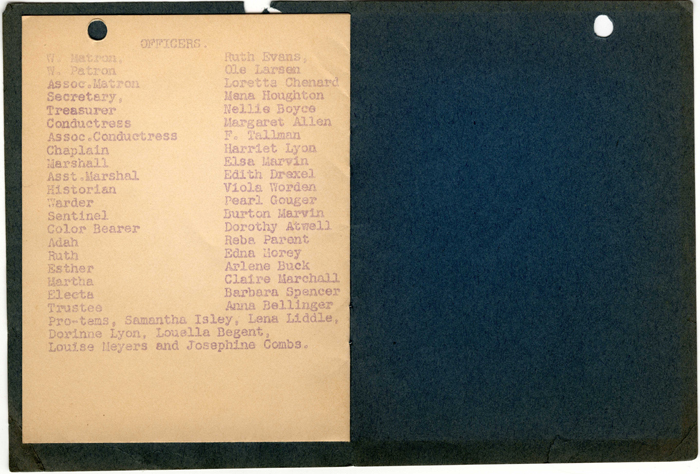 OFFICERS.
W. Matron, Ruth Evans,
W. Patron Ole Larsen
Assoc.Matron Loretta Chenard
Secretary, Mena Houghton
Treasurer Nellie Boyce
Conductress Margaret Allen
Assoc.Conductress F. Tallman
Chaplain Harriet Lyon
Marshall Elsa Marvin
Asst.Marshal Edith Drexel
Historian Viola Worden
Warder Pearl Gouger
Sentinel Burton Marvin
Color Bearer Dorothy Atwell
Adah Reba Parent
Ruth Edna Morey
Esther Arlene Buck
Martha Claire Marchall
Electa Barbara Spencer
Trustee Anna Bellinger
Pro-tems, Samantha Isley, Lena Liddle,
Dorinne Lyon, Louella Begent,
Louise Meyers and Josephine Combs.